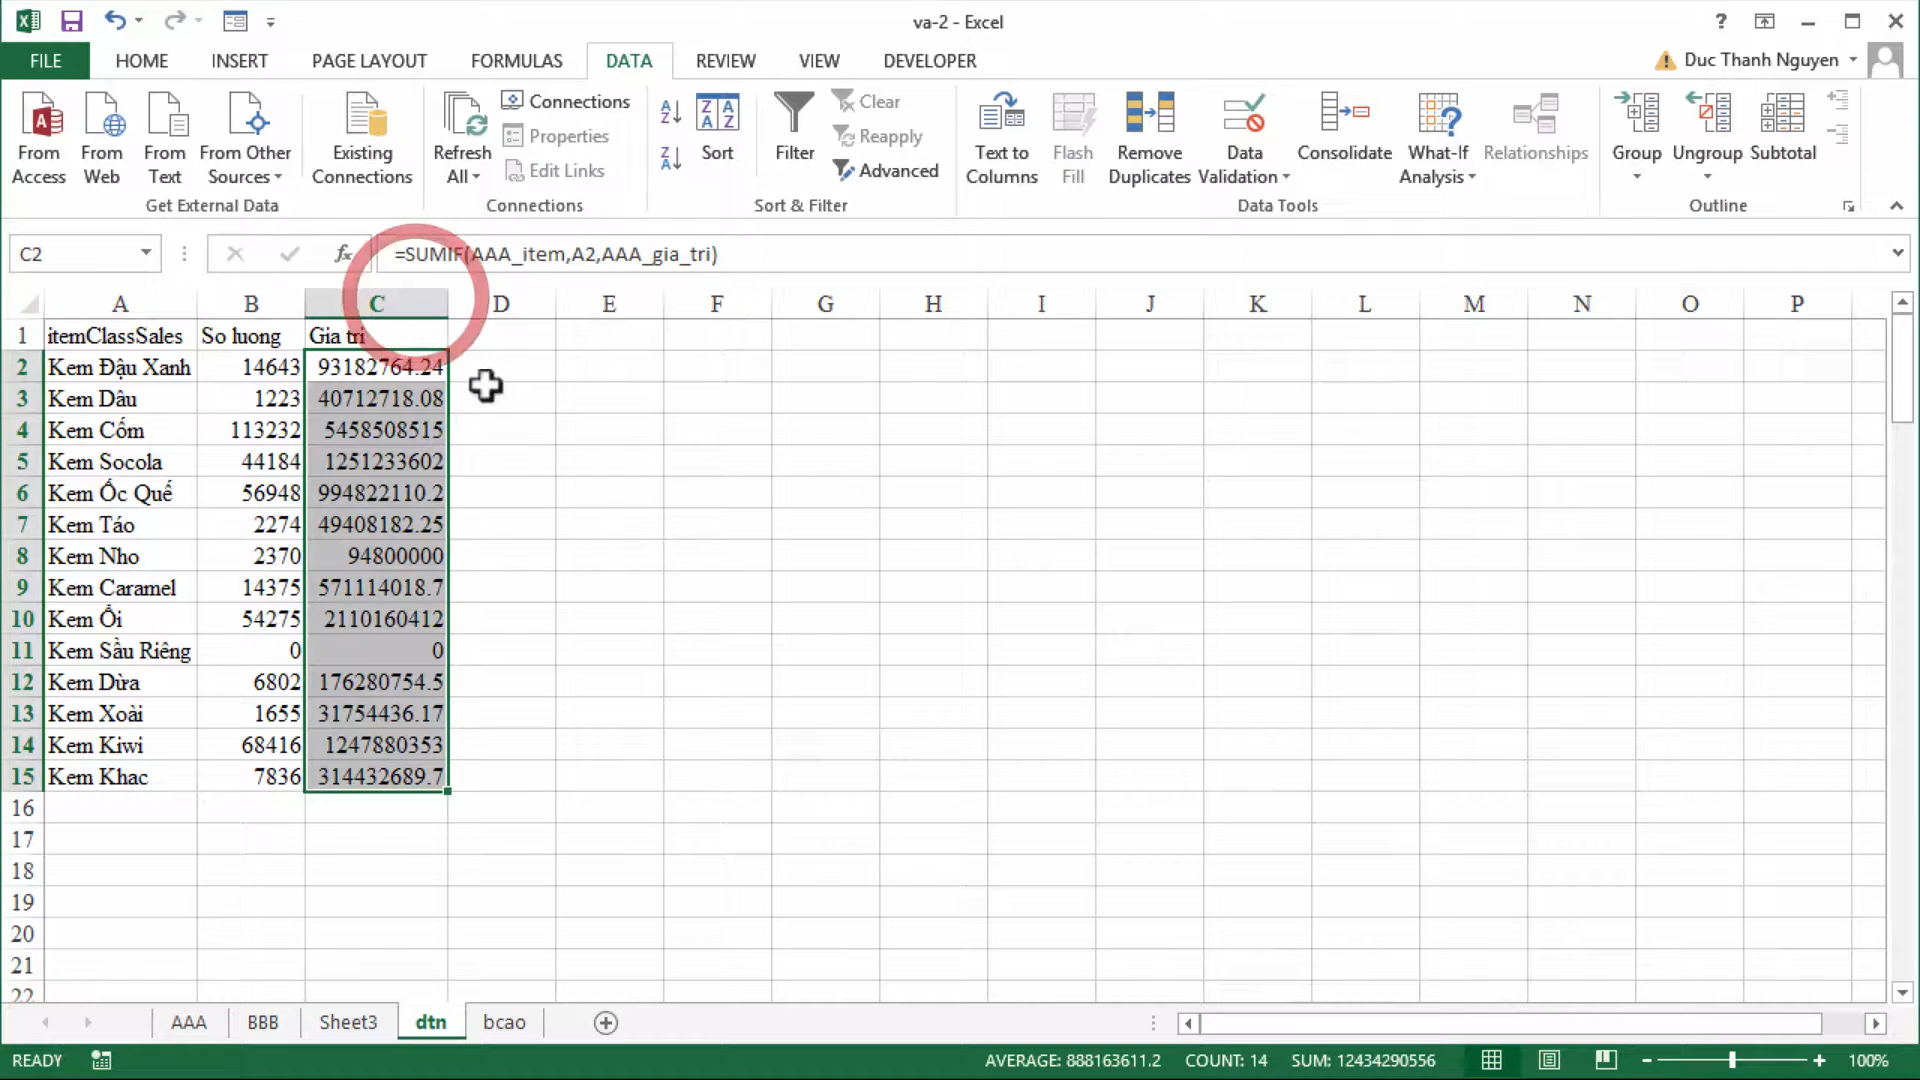 va-2 - Excel
?
FILE HOME INSERT PAGE LAYOUT FORMULAS DATA REVIEW VIEW DEVELOPER Duc Thanh Nguyen
From Access
From Web
From Text
From Other Sources
Existing Connections
Get External Data
Refresh All
Connections
Properties
Edit Links
Connections
Sort
Filter
Clear
Reapply
Advanced
Sort & Filter
Text to Columns
Flash Fill
Remove Duplicates
Data Validation
Consolidate
What-If Analysis
Relationships
Data Tools
Group
Ungroup
Subtotal
Outline
C2 fx =SUMIF(AAA_item,A2,AAA_gia_tri)
A B C D E F G H I J K L M N O P
1 itemClassSales So luong Gia tri
2 Kem Đậu Xanh 14643 93182764.24
3 Kem Dâu 1223 40712718.08
4 Kem Cốm 113232 5458508515
5 Kem Socola 44184 1251233602
6 Kem Ốc Quế 56948 994822110.2
7 Kem Táo 2274 49408182.25
8 Kem Nho 2370 94800000
9 Kem Caramel 14375 571114018.7
10 Kem Ổi 54275 2110160412
11 Kem Sầu Riêng 0 0
12 Kem Dừa 6802 176280754.5
13 Kem Xoài 1655 31754436.17
14 Kem Kiwi 68416 1247880353
15 Kem Khac 7836 314432689.7
16
17
18
19
20
21
22
AAA BBB Sheet3 dtn bcao
READY AVERAGE: 888163611.2 COUNT: 14 SUM: 12434290556 100%